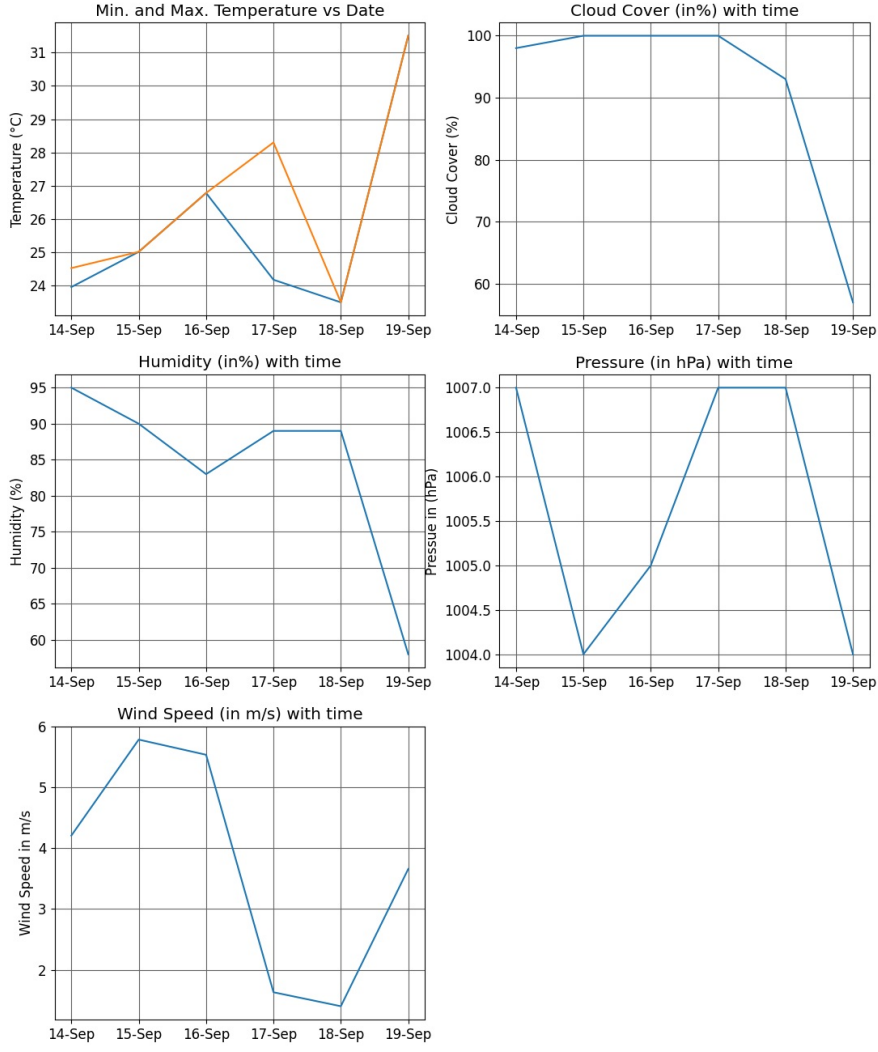 Min. and Max. Temperature vs Date
Temperature (°C)
31
30
29
28
27
26
25
24
14-Sep 15-Sep 16-Sep 17-Sep 18-Sep 19-Sep
Cloud Cover (in%) with time
Cloud Cover (%)
100
90
80
70
60
14-Sep 15-Sep 16-Sep 17-Sep 18-Sep 19-Sep
Humidity (in%) with time
Humidity (%)
95
90
85
80
75
70
65
60
14-Sep 15-Sep 16-Sep 17-Sep 18-Sep 19-Sep
Pressure (in hPa) with time
Pressue in (hPa)
1007.0
1006.5
1006.0
1005.5
1005.0
1004.5
1004.0
14-Sep 15-Sep 16-Sep 17-Sep 18-Sep 19-Sep
Wind Speed (in m/s) with time
Wind Speed in m/s
6
5
4
3
2
14-Sep 15-Sep 16-Sep 17-Sep 18-Sep 19-Sep